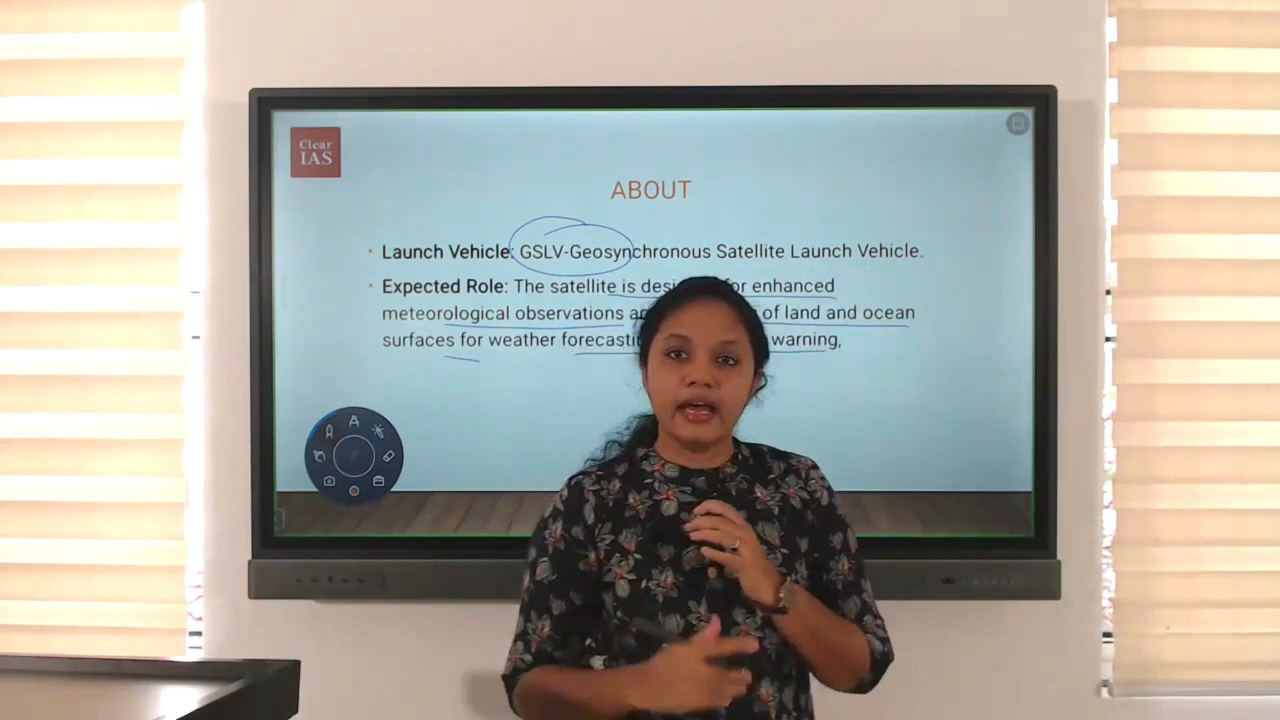 Clear
IAS
ABOUT
• Launch Vehicle: GSLV-Geosynchronous Satellite Launch Vehicle.
• Expected Role: The satellite is for enhanced
meteorological observations of land and ocean
surfaces for weather warning,